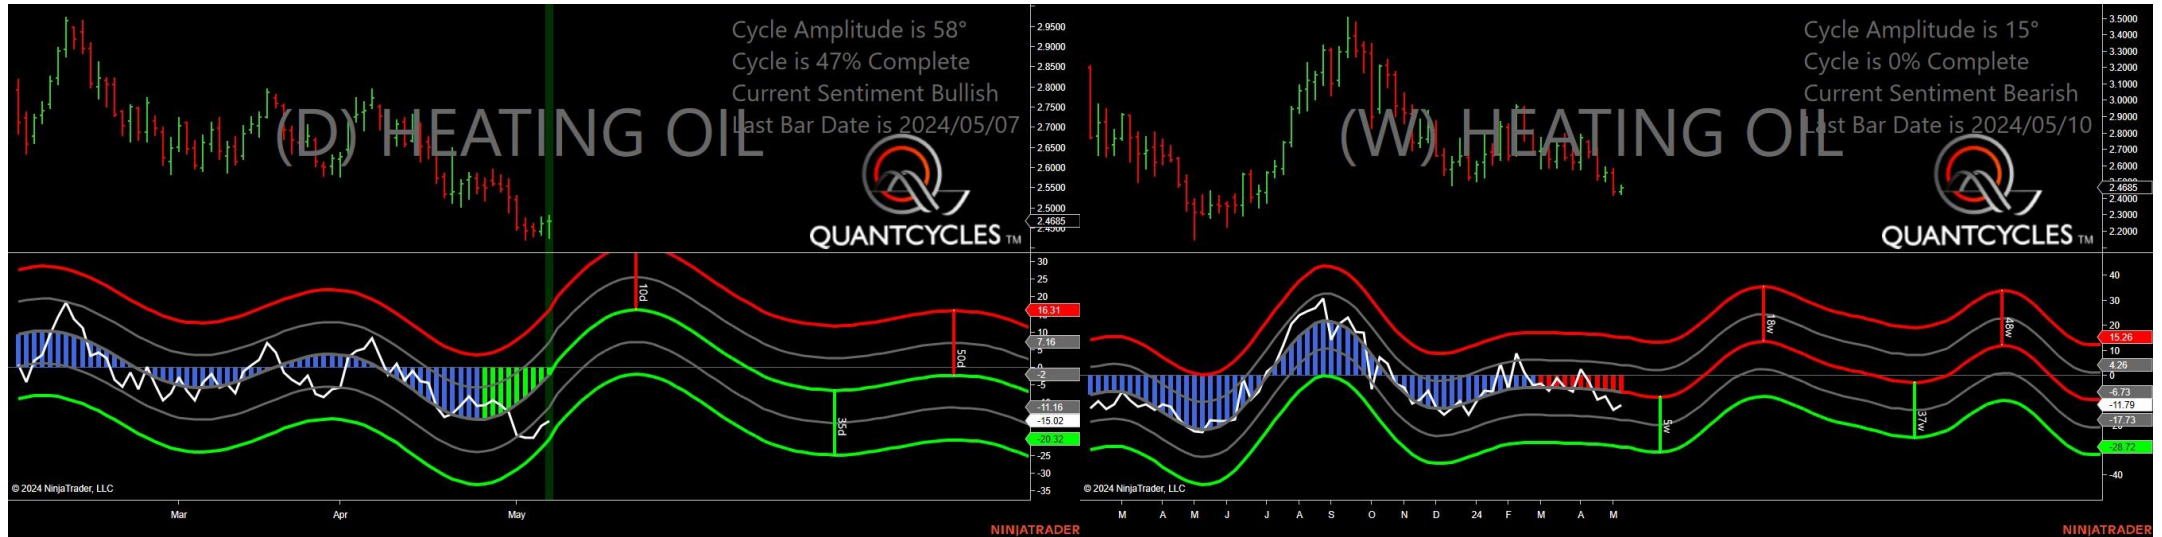 Cycle Amplitude is 58°
Cycle is 47% Complete
Current Sentiment Bullish
Last Bar Date is 2024/05/07
(D) HEATING OIL
QUANTCYCLES TM
2.9500
2.9000
2.8500
2.8000
2.7500
2.7000
2.6500
2.6000
2.5500
2.5000
2.4685
2.4500
30
25
20
16.31
10
7.16
5
0
-2
-5
-11.16
-15.02
-20.32
-25
-30
-35
10d
35d
50d
© 2024 NinjaTrader, LLC
Mar Apr May
NINJATRADER
Cycle Amplitude is 15°
Cycle is 0% Complete
Current Sentiment Bearish
Last Bar Date is 2024/05/10
(W) HEATING OIL
QUANTCYCLES TM
3.5000
3.4000
3.3000
3.2000
3.1000
3.0000
2.9000
2.8000
2.7000
2.6000
2.5000
2.4685
2.3000
2.2000
40
30
20
15.26
10
4.26
0
-6.73
-11.79
-17.73
-28.72
-40
5w
18w
37w
48w
© 2024 NinjaTrader, LLC
M A M J J A S O N D 24 F M A M
NINJATRADER